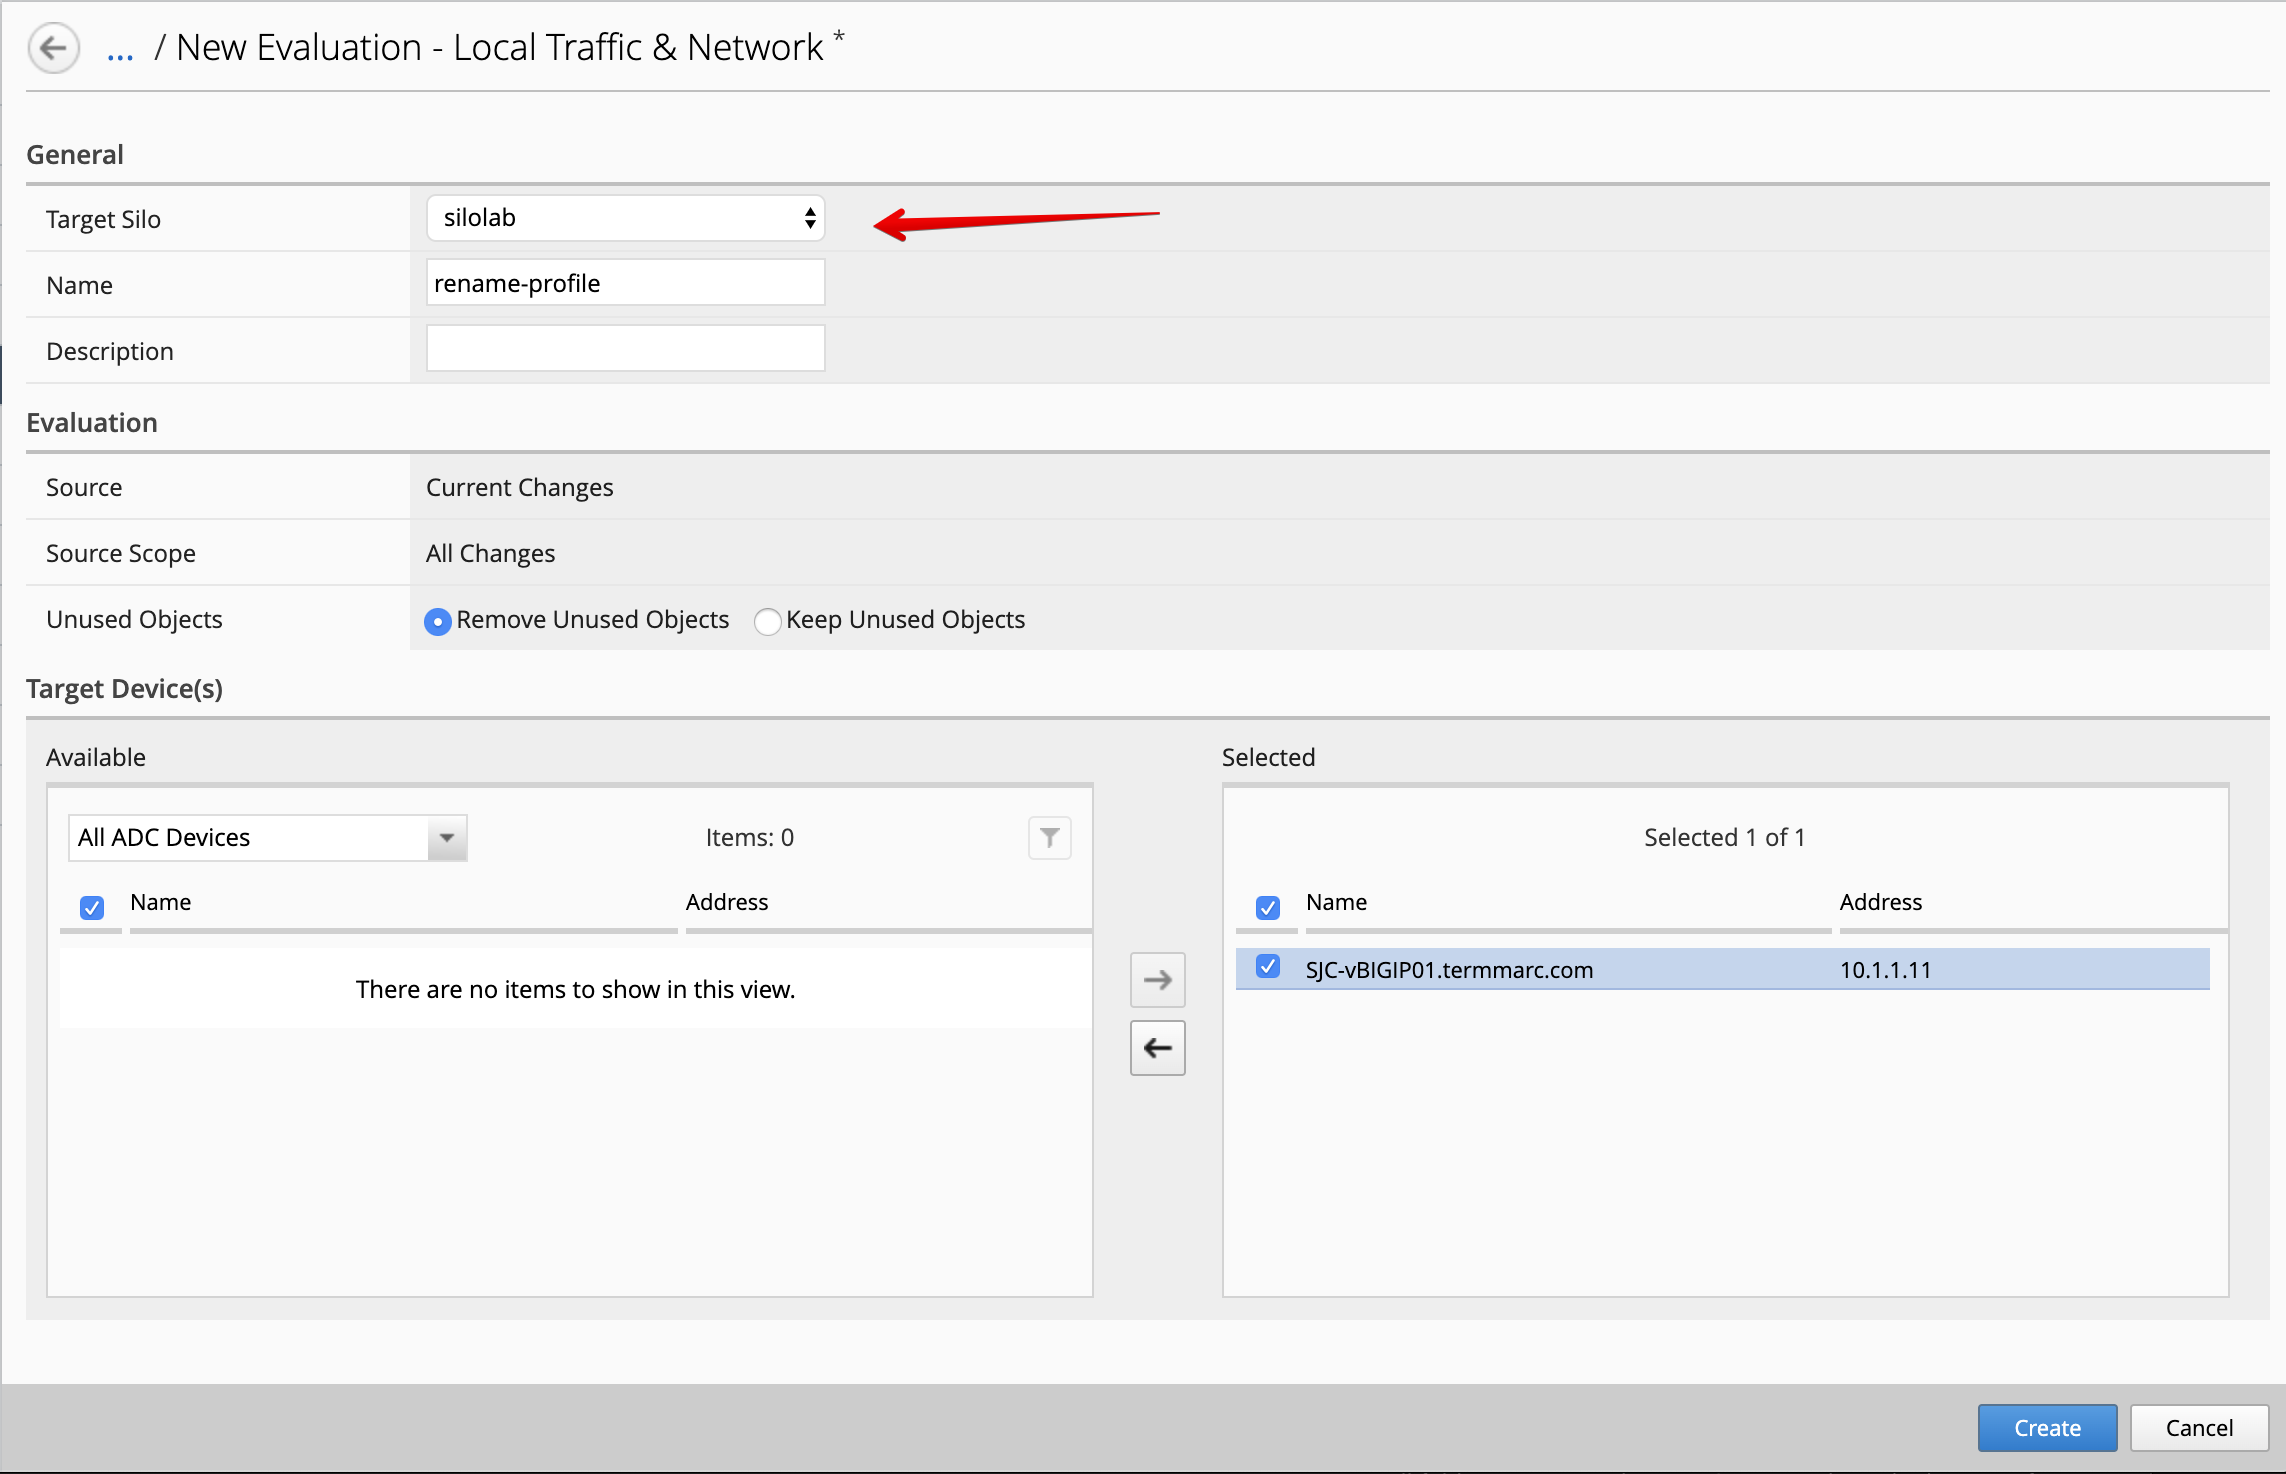 ... / New Evaluation - Local Traffic & Network *
General
Target Silo
silolab
Name
rename-profile
Description
Evaluation
Source
Current Changes
Source Scope
All Changes
Unused Objects
Remove Unused Objects
Keep Unused Objects
Target Device(s)
Available
All ADC Devices
Items: 0
Name
Address
There are no items to show in this view.
Selected
Selected 1 of 1
Name
Address
SJC-vBIGIP01.termmarc.com
10.1.1.11
Create
Cancel